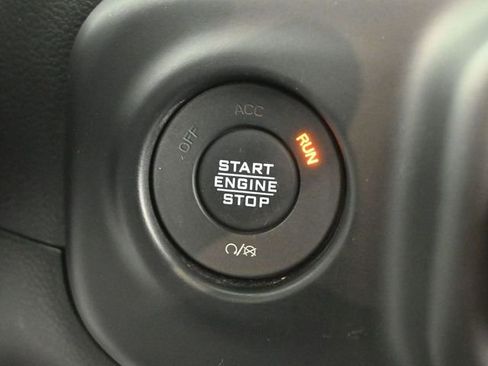 ACC
OFF
RUN
START
ENGINE
STOP